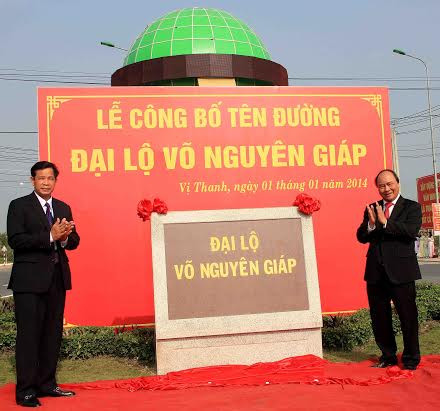 LỄ CÔNG BỐ TÊN ĐƯỜNG
ĐẠI LỘ VÕ NGUYÊN GIÁP
Vị Thanh, ngày 01 tháng 01 năm 2014
ĐẠI LỘ
VÕ NGUYÊN GIÁP